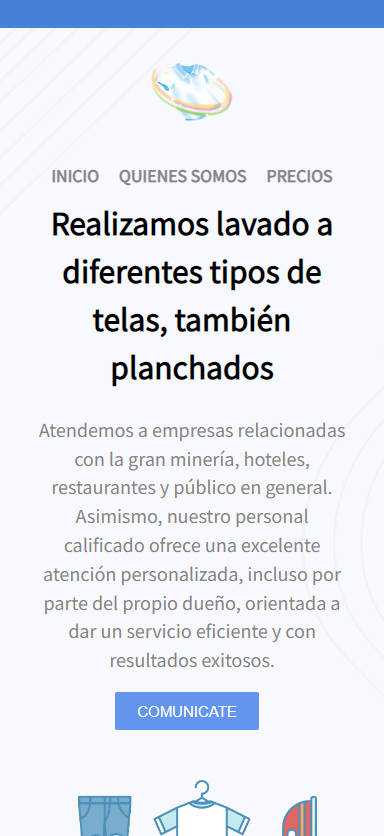 INICIO QUIENES SOMOS PRECIOS
Realizamos lavado a
diferentes tipos de
telas, también
planchados
Atendemos a empresas relacionadas
con la gran minería, hoteles,
restaurantes y público en general.
Asimismo, nuestro personal
calificado ofrece una excelente
atención personalizada, incluso por
parte del propio dueño, orientada a
dar un servicio eficiente y con
resultados exitosos.
COMUNICATE